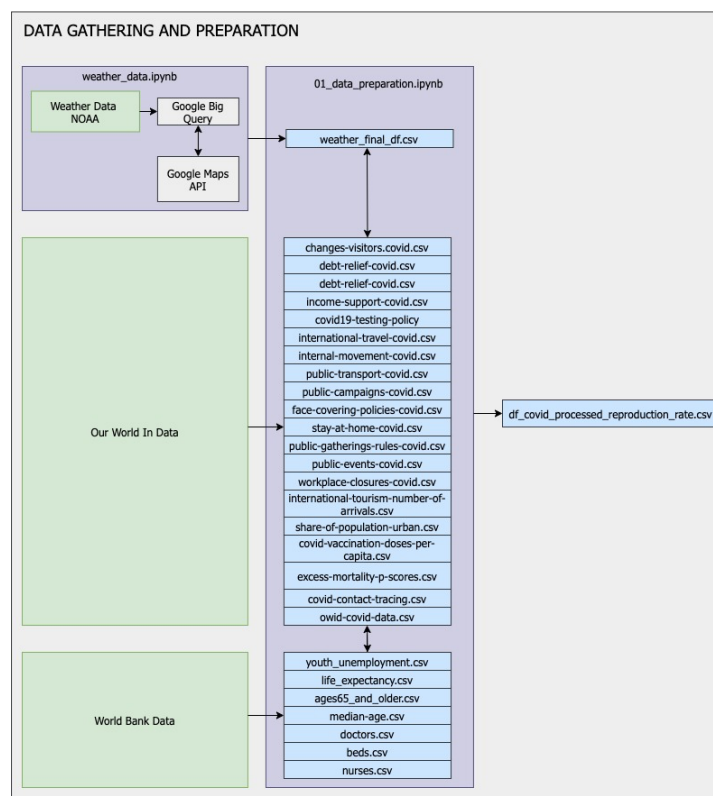 DATA GATHERING AND PREPARATION
weather_data.ipynb
Weather Data
NOAA
Google Big
Query
Google Maps
API
01_data_preparation.ipynb
weather_final_df.csv
Our World In Data
changes-visitors.covid.csv
debt-relief-covid.csv
debt-relief-covid.csv
income-support-covid.csv
covid19-testing-policy
international-travel-covid.csv
internal-movement-covid.csv
public-transport-covid.csv
public-campaigns-covid.csv
face-covering-policies-covid.csv
stay-at-home-covid.csv
public-gatherings-rules-covid.csv
public-events-covid.csv
workplace-closures-covid.csv
international-tourism-number-of-
arrivals.csv
share-of-population-urban.csv
covid-vaccination-doses-per-
capita.csv
excess-mortality-p-scores.csv
covid-contact-tracing.csv
owid-covid-data.csv
World Bank Data
youth_unemployment.csv
life_expectancy.csv
ages65_and_older.csv
median-age.csv
doctors.csv
beds.csv
nurses.csv
df_covid_processed_reproduction_rate.csv